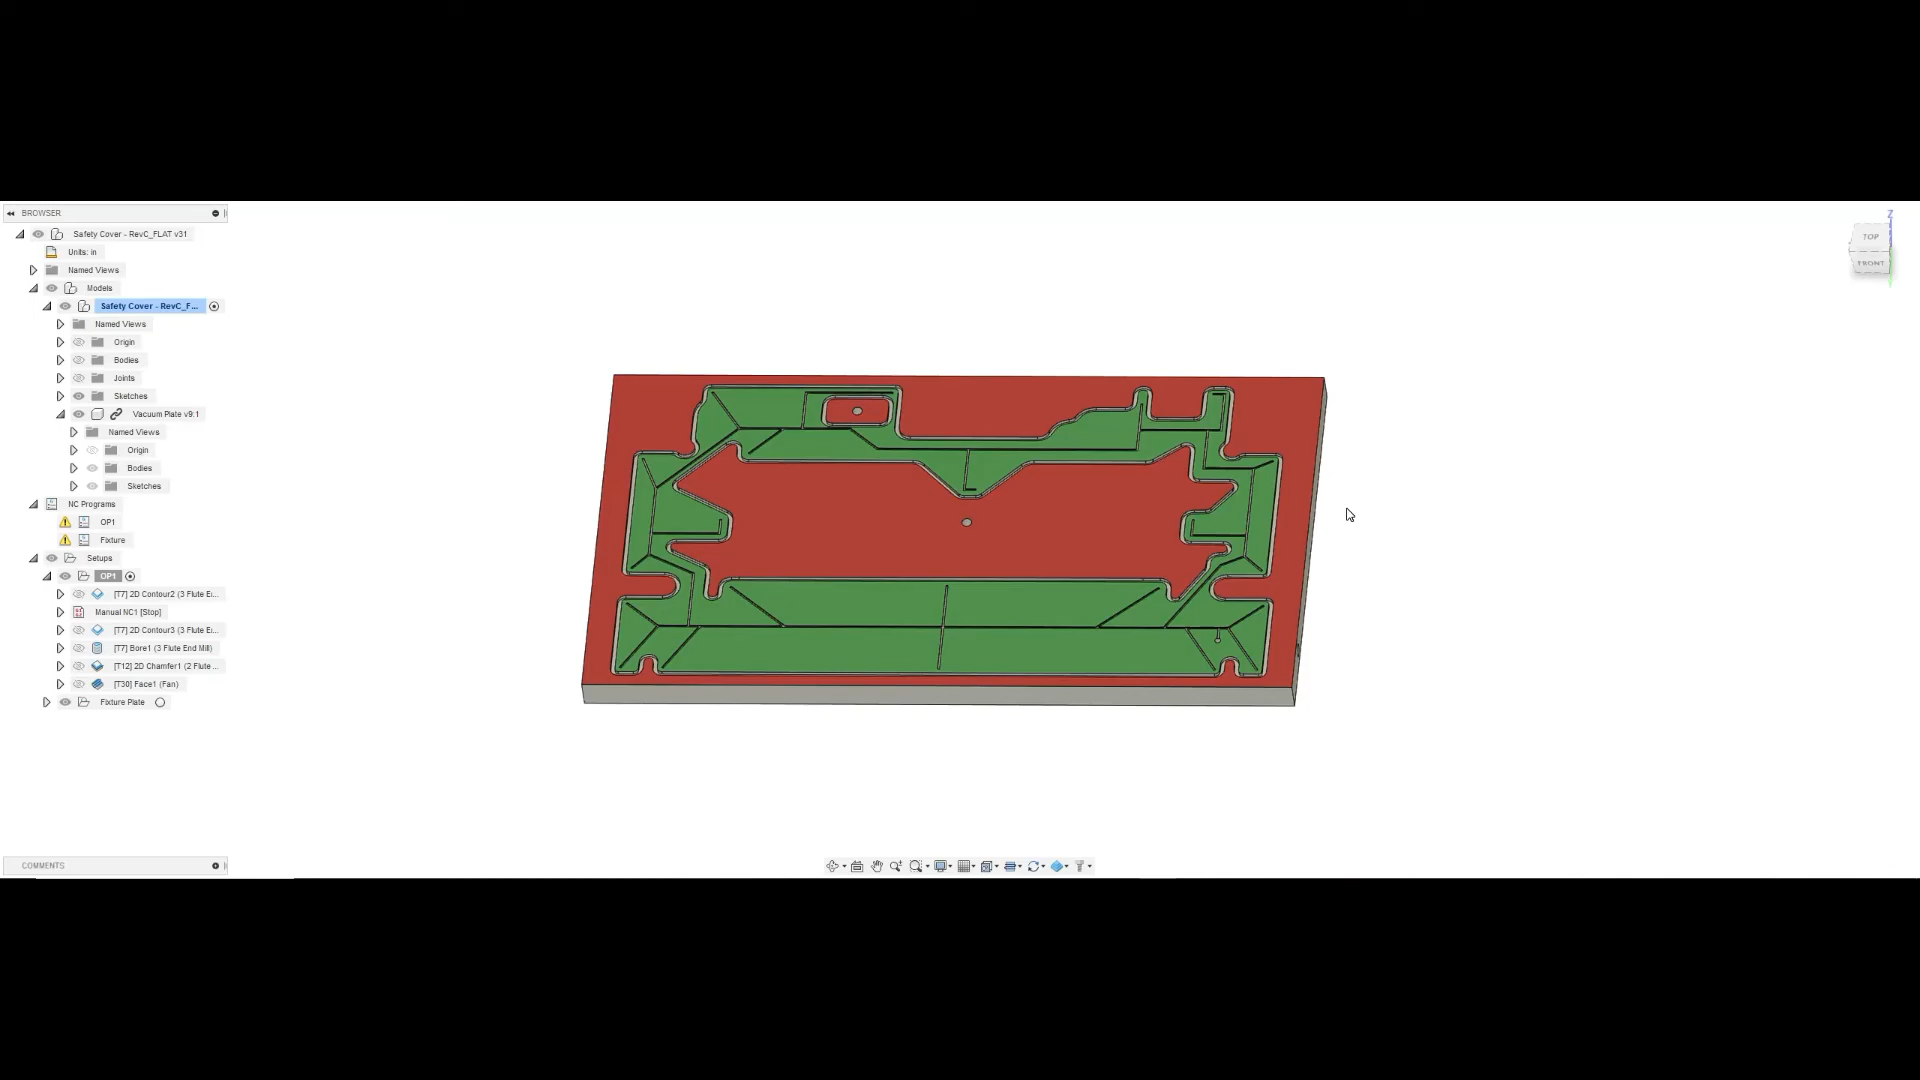 BROWSER
Safety Cover - RevC_FLAT v31
Units: in
Named Views
Models
Safety Cover - RevC_F...
Named Views
Origin
Bodies
Joints
Sketches
Vacuum Plate v9:1
Named Views
Origin
Bodies
Sketches
NC Programs
OP1
Fixture
Setups
OP1
[T7] 2D Contour2 (3 Flute E...
Manual NC1 [Stop]
[T7] 2D Contour3 (3 Flute E...
[T7] Bore1 (3 Flute End Mill)
[T12] 2D Chamfer1 (2 Flute ...
[T30] Face1 (Fan)
Fixture Plate
COMMENTS
Z
TOP
FRONT